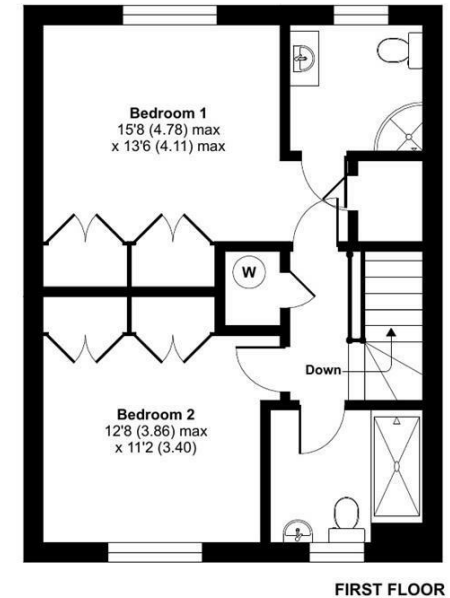 Bedroom 1
15'8 (4.78) max
x 13'6 (4.11) max
W
Down
Bedroom 2
12'8 (3.86) max
x 11'2 (3.40)
FIRST FLOOR